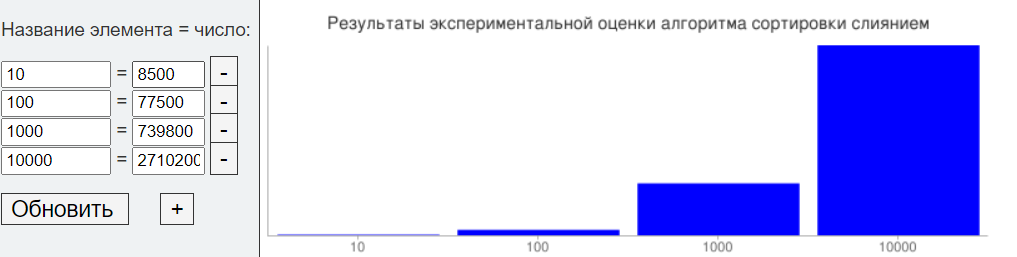 Название элемента = число:
10 = 8500 -
100 = 77500 -
1000 = 739800 -
10000 = 2710200 -
Обновить +
Результаты экспериментальной оценки алгоритма сортировки слиянием
10 100 1000 10000